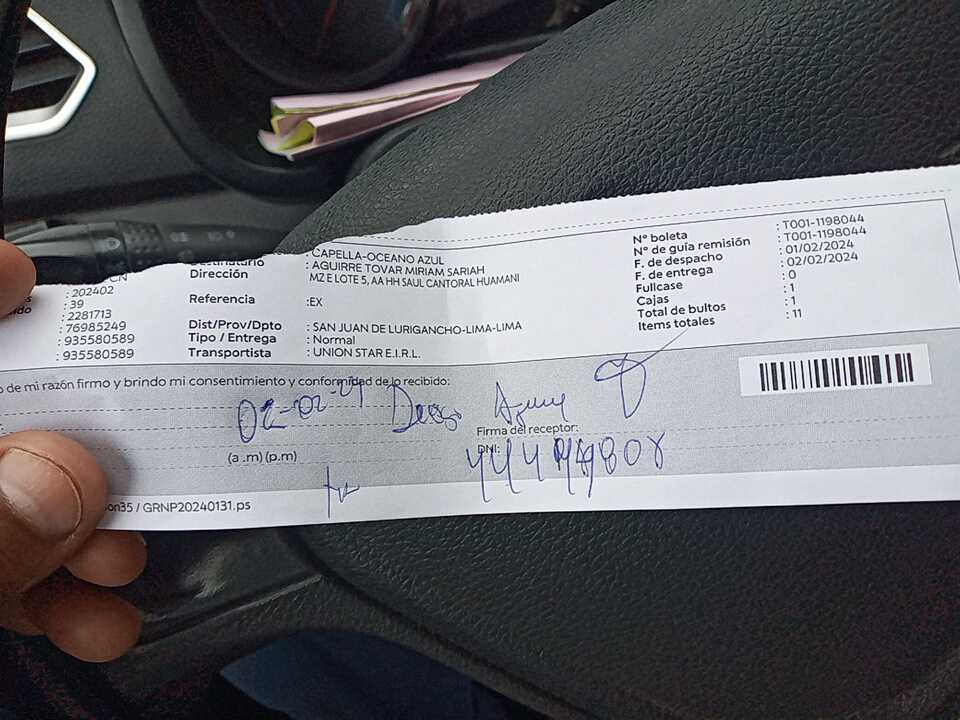 Destinatario : CAPELLA-OCEANO AZUL
: AGUIRRE TOVAR MIRIAM SARIAH
Dirección MZ E LOTE 5, AA HH SAUL CANTORAL HUAMANI
Referencia :EX
Dist/Prov/Dpto : SAN JUAN DE LURIGANCHO-LIMA-LIMA
Tipo / Entrega : Normal
Transportista : UNION STAR E.I.R.L.
: 202402
: 39
: 2281713
: 76985249
: 935580589
: 935580589
N° boleta : T001-1198044
N° de guía remisión : T001-1198044
F. de despacho : 01/02/2024
F. de entrega : 02/02/2024
Fullcase : 0
Cajas : 1
Total de bultos : 1
Items totales : 11
o de mi razón firmo y brindo mi consentimiento y conformidad de lo recibido:
02-02-24
Firma del receptor:
DNI:
(a .m) (p.m)
on35 / GRNP20240131.ps